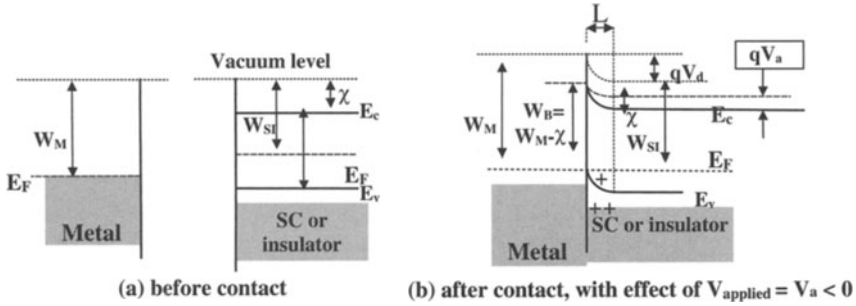 Vacuum level
W_M
E_F
Metal
χ
E_c
W_SI
E_F
E_v
SC or
insulator
(a) before contact
L
qV_d
qV_a
W_M
W_B=
W_M-χ
χ
E_c
W_SI
E_F
+
E_v
++
SC or insulator
Metal
(b) after contact, with effect of V_applied = V_a < 0